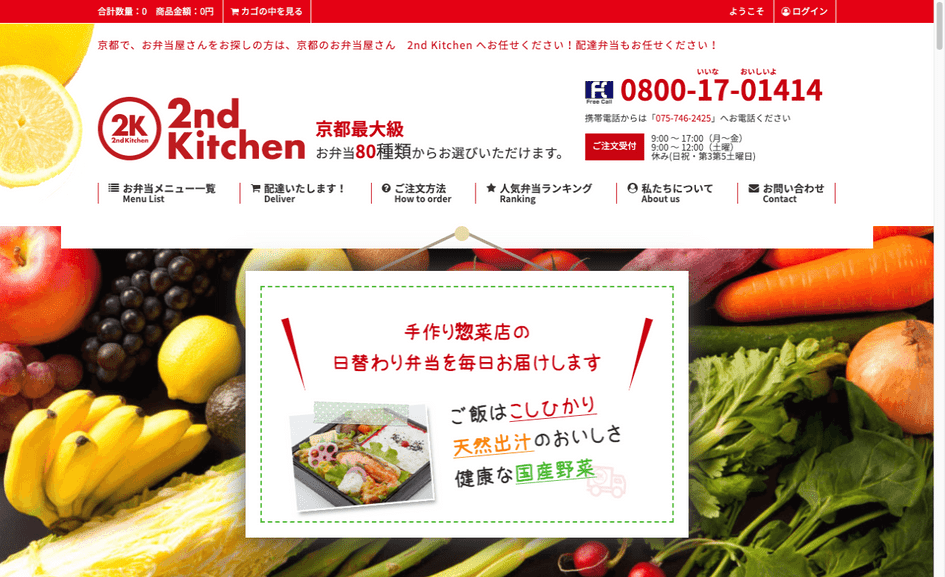 合計数量：0　商品金額：0円
カゴの中を見る
ようこそ
ログイン
京都で、お弁当屋さんをお探しの方は、京都のお弁当屋さん　2nd Kitchen へお任せください！配達弁当もお任せください！
2K
2nd Kitchen
2nd
Kitchen
京都最大級
お弁当80種類からお選びいただけます。
いいな　おいしいよ
Free Call
0800-17-01414
携帯電話からは「075-746-2425」へお電話ください
ご注文受付
9:00 ～ 17:00（月～金）
9:00 ～ 12:00（土曜）
休み(日祝・第3第5土曜日)
お弁当メニュー一覧
Menu List
配達いたします！
Deliver
ご注文方法
How to order
人気弁当ランキング
Ranking
私たちについて
About us
お問い合わせ
Contact
手作り惣菜店の
日替わり弁当を毎日お届けします
ご飯はこしひかり
天然出汁のおいしさ
健康な国産野菜